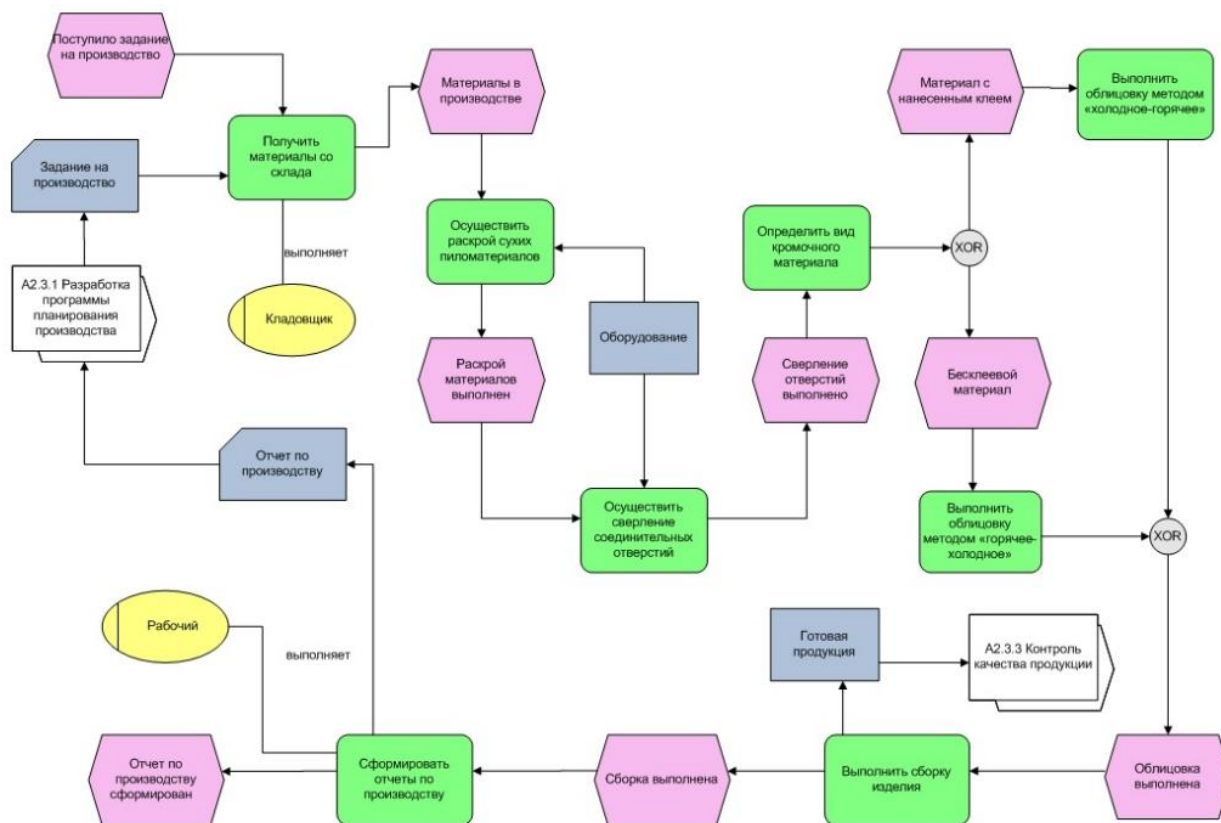 Поступило задание
на производство
Материалы в
производстве
Материал с
нанесенным клеем
Выполнить
облицовку методом
«холодное-горячее»
Получить
материалы со
склада
Задание на
производство
выполняет
Осуществить
раскрой сухих
пиломатериалов
Определить вид
кромочного
материала
XOR
А2.3.1 Разработка
программы
планирования
производства
Кладовщик
Оборудование
Раскрой
материалов
выполнен
Сверление
отверстий
выполнено
Бесклеевой
материал
Отчет по
производству
Осуществить
сверление
соединительных
отверстий
Выполнить
облицовку
методом «горячее-
холодное»
XOR
Рабочий
выполняет
Готовая
продукция
А2.3.3 Контроль
качества продукции
Отчет по
производству
сформирован
Сформировать
отчеты по
производству
Сборка выполнена
Выполнить сборку
изделия
Облицовка
выполнена